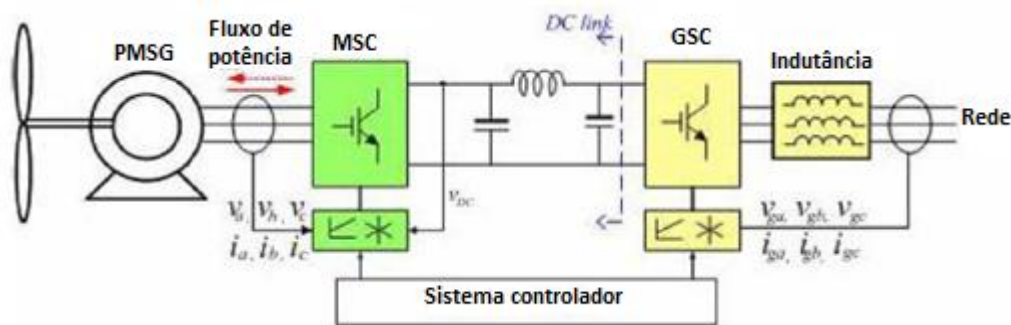 Fluxo de
potência
PMSG
MSC
DC link
GSC
Indutância
Rede
v_DC
v_a, v_h, v_c
i_a, i_b, i_c
v_ga, v_gb, v_gc
i_ga, i_gb, i_gc
Sistema controlador